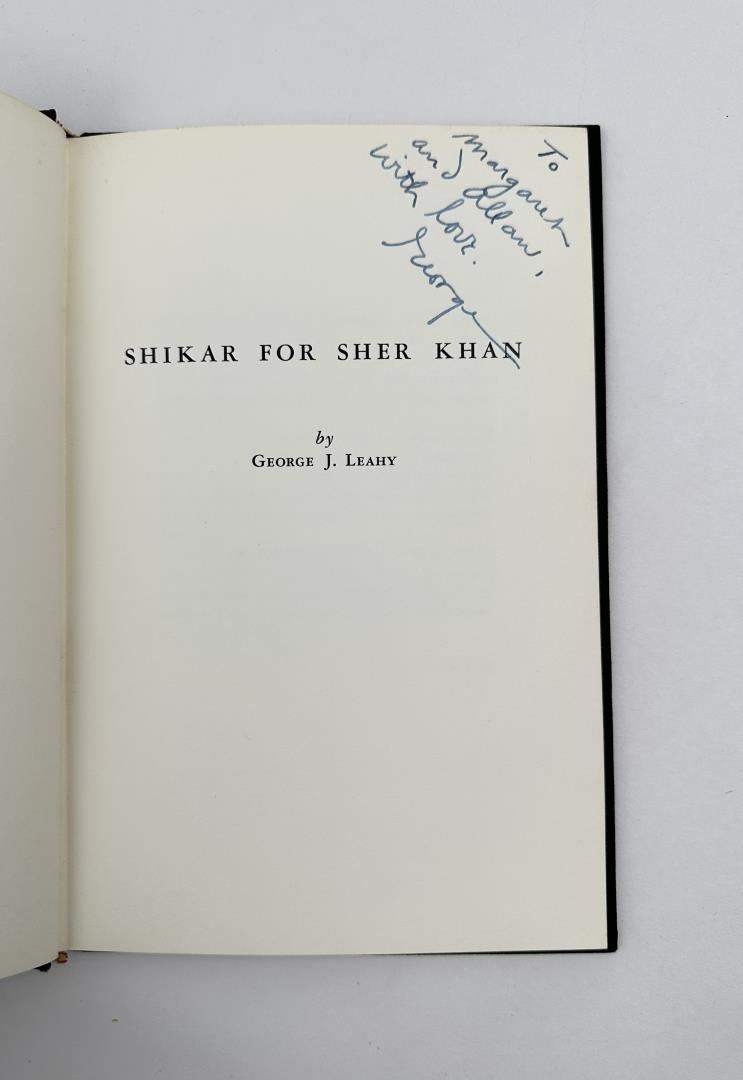 To
Margaret
and Allan,
with love.
George
SHIKAR FOR SHER KHAN
by
GEORGE J. LEAHY